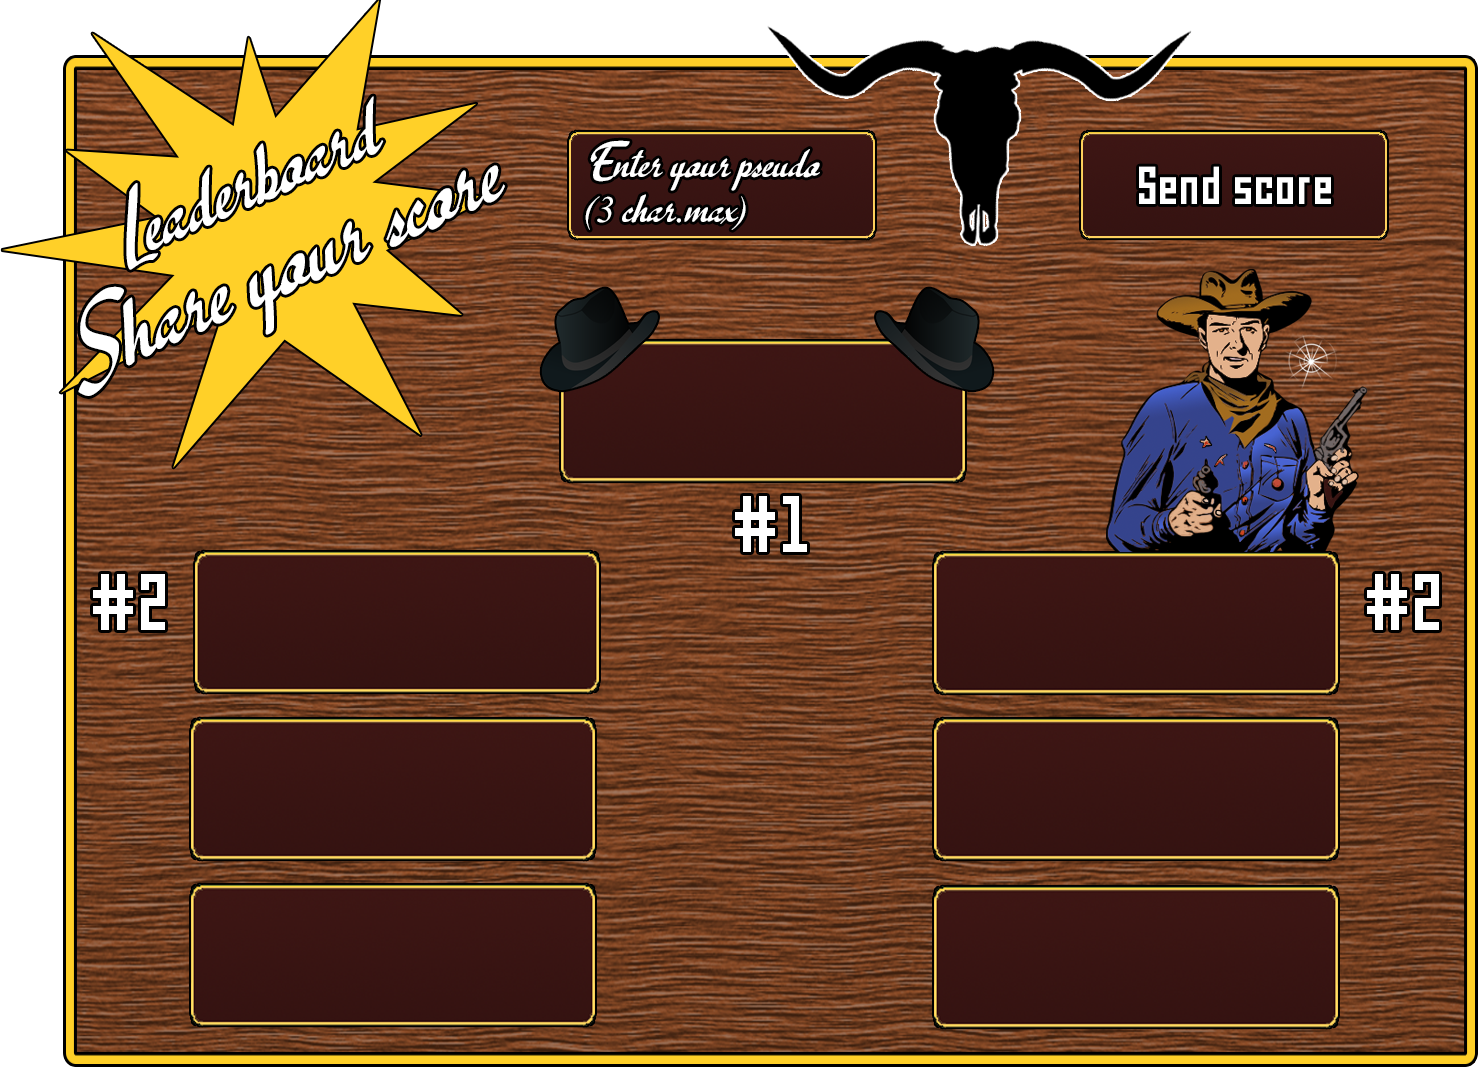 Leaderboard
Share your score
Enter your pseudo
(3 char.max)
Send score
#1
#2
#2